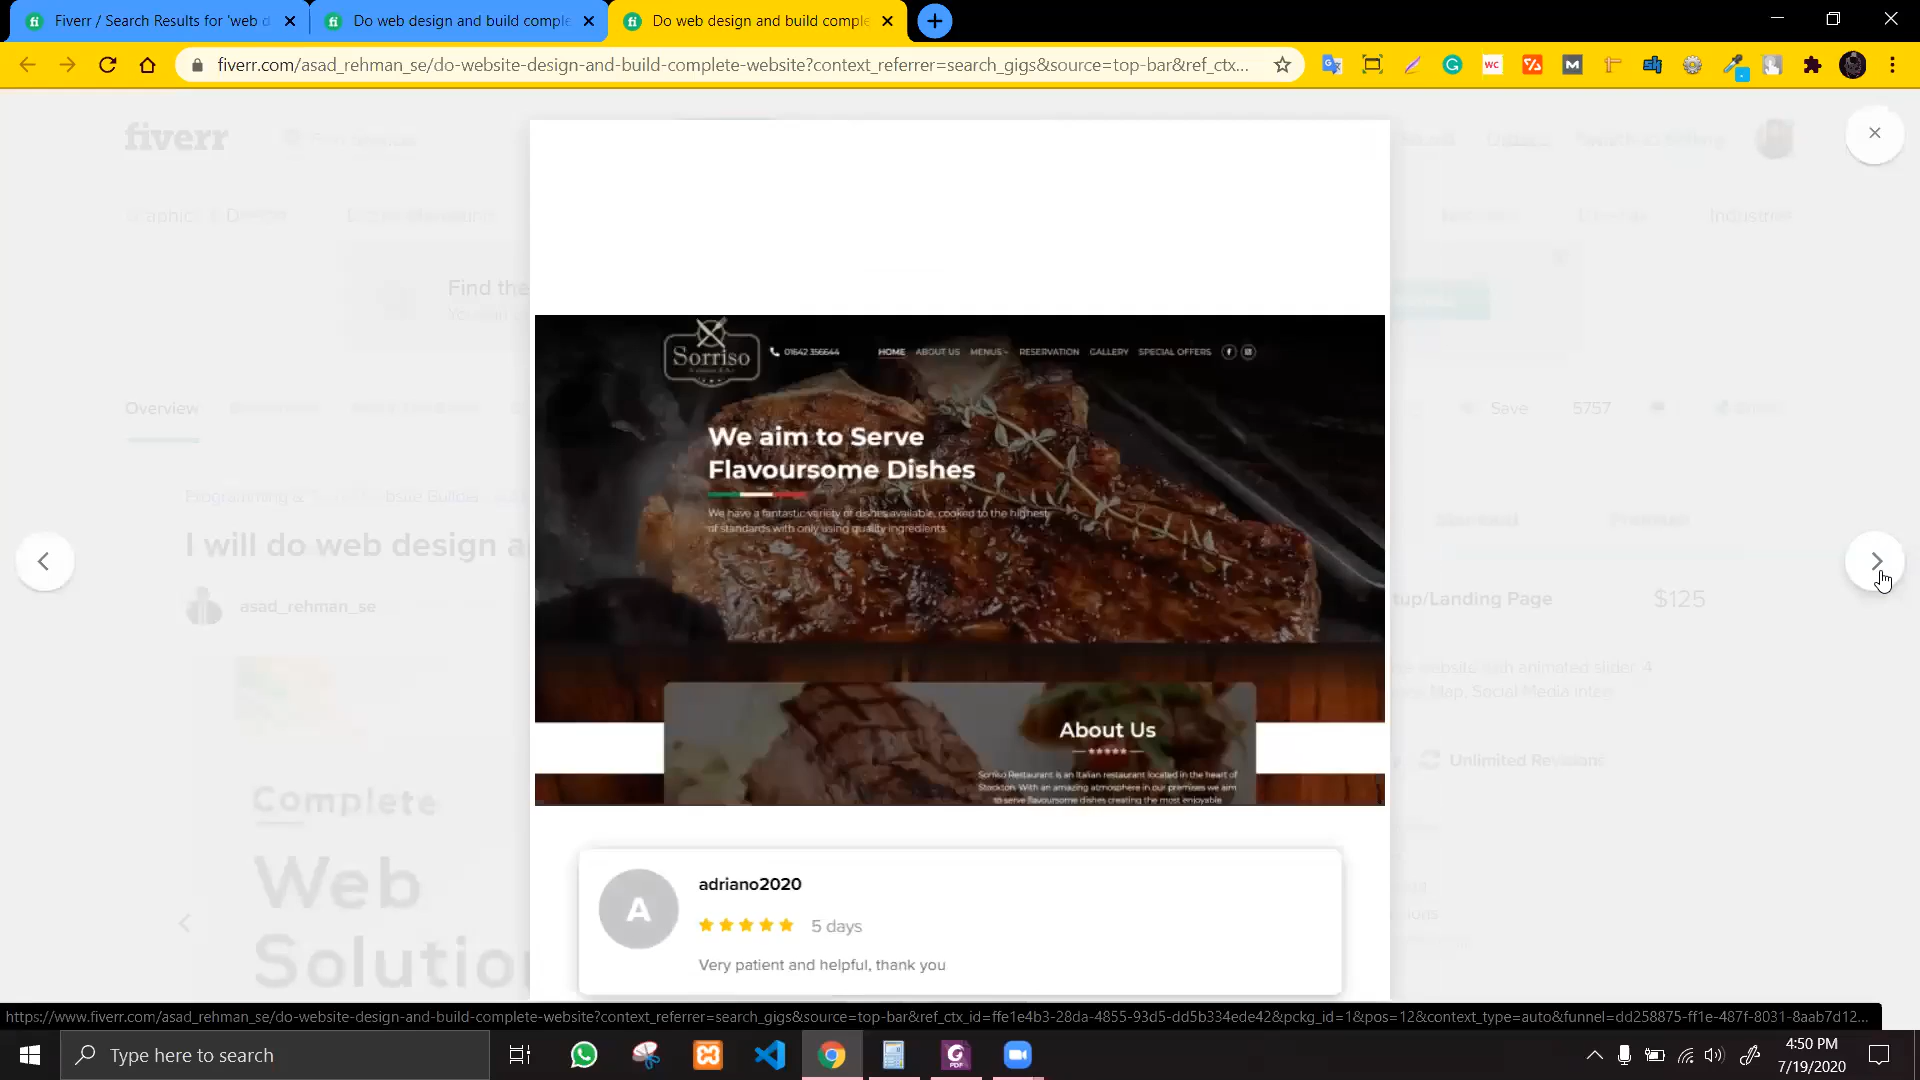 Fiverr / Search Results for 'web d
Do web design and build comple
Do web design and build comple
fiverr.com/asad_rehman_se/do-website-design-and-build-complete-website?context_referrer=search_gigs&source=top-bar&ref_ctx...
fiverr
Find the
Overview
Save
5757
I will do web design a
asad_rehman_se
tup/Landing Page
$125
Unlimited Revisions
Complete
Web
Solutio
Industries
Sorriso
01642 356644
HOME
ABOUT US
MENUS
RESERVATION
GALLERY
SPECIAL OFFERS
We aim to Serve
Flavoursome Dishes
We have a fantastic variety of dishes available, cooked to the highest
of standards with only using quality ingredients.
About Us
Sorriso Restaurant is an Italian restaurant located in the heart of
Stockton. With an amazing atmosphere in our premises we aim
to serve flavoursome dishes creating the most enjoyable
A
adriano2020
5 days
Very patient and helpful, thank you
https://www.fiverr.com/asad_rehman_se/do-website-design-and-build-complete-website?context_referrer=search_gigs&source=top-bar&ref_ctx_id=ffe1e4b3-28da-4855-93d5-dd5b334ede42&pckg_id=1&pos=12&context_type=auto&funnel=dd258875-ff1e-487f-8031-8aab7d12...
Type here to search
4:50 PM
7/19/2020